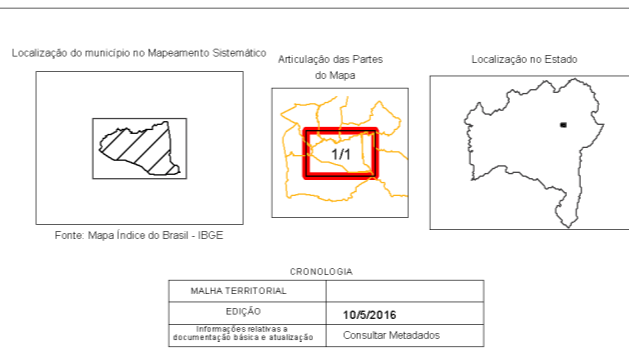 Localização do município no Mapeamento Sistemático
Articulação das Partes
do Mapa
Localização no Estado
1/1
Fonte: Mapa Índice do Brasil - IBGE
CRONOLOGIA
MALHA TERRITORIAL
EDIÇÃO
10/5/2016
Informações relativas a
documentação básica e atualização
Consultar Metadados